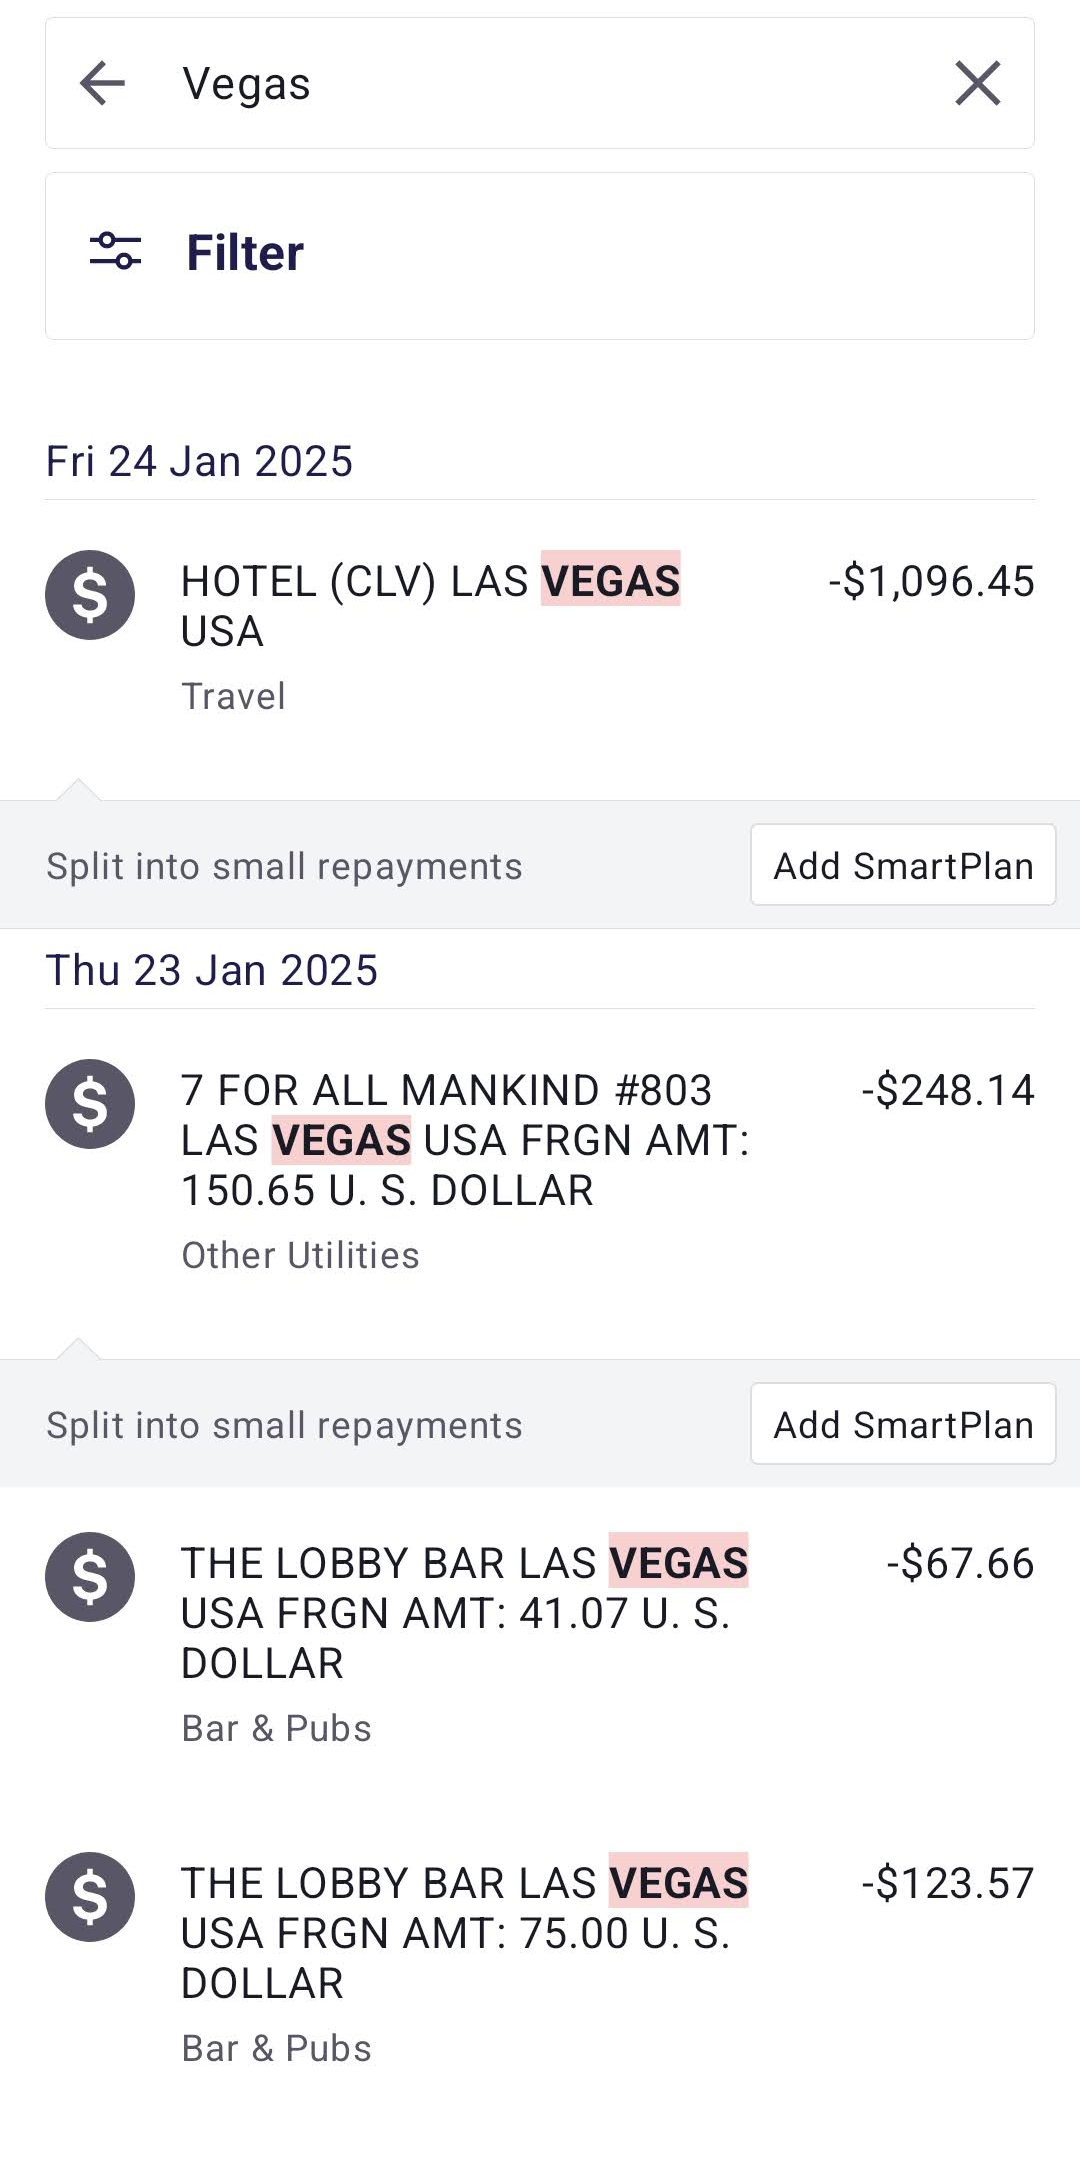 Vegas
Filter
Fri 24 Jan 2025
HOTEL (CLV) LAS VEGAS -$1,096.45
USA
Travel
Split into small repayments Add SmartPlan
Thu 23 Jan 2025
7 FOR ALL MANKIND #803 -$248.14
LAS VEGAS USA FRGN AMT:
150.65 U. S. DOLLAR
Other Utilities
Split into small repayments Add SmartPlan
THE LOBBY BAR LAS VEGAS -$67.66
USA FRGN AMT: 41.07 U. S.
DOLLAR
Bar & Pubs
THE LOBBY BAR LAS VEGAS -$123.57
USA FRGN AMT: 75.00 U. S.
DOLLAR
Bar & Pubs